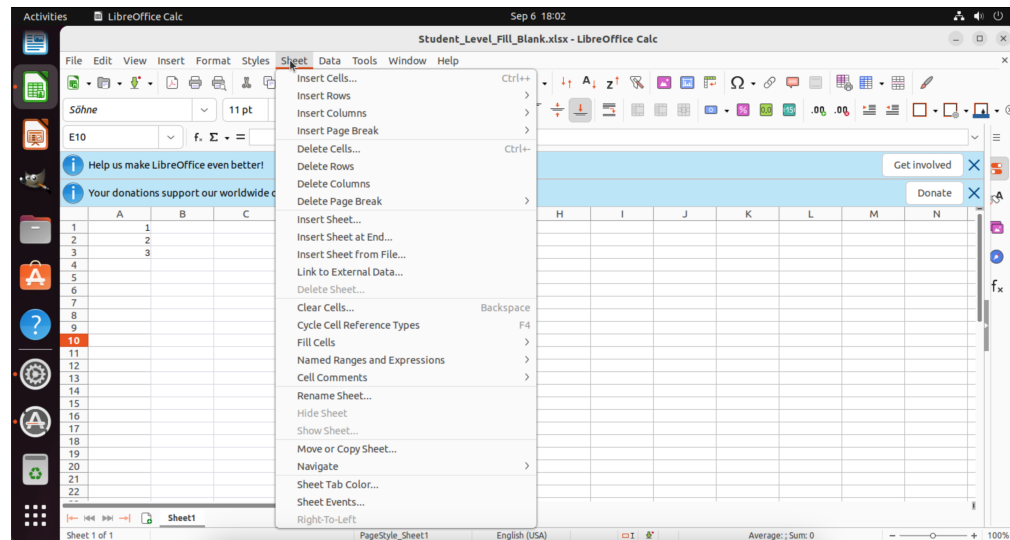 Activities LibreOffice Calc Sep 6 18:02
Student_Level_Fill_Blank.xlsx - LibreOffice Calc
File Edit View Insert Format Styles Sheet Data Tools Window Help
Söhne 11 pt
E10
Help us make LibreOffice even better! Get involved
Your donations support our worldwide Donate
A B C H I J K L M N
1 1
2 2
3 3
4
5
6
7
8
9
10
11
12
13
14
15
16
17
18
19
20
21
22
Insert Cells... Ctrl++
Insert Rows
Insert Columns
Insert Page Break
Delete Cells... Ctrl+-
Delete Rows
Delete Columns
Delete Page Break
Insert Sheet...
Insert Sheet at End...
Insert Sheet from File...
Link to External Data...
Delete Sheet...
Clear Cells... Backspace
Cycle Cell Reference Types F4
Fill Cells
Named Ranges and Expressions
Cell Comments
Rename Sheet...
Hide Sheet
Show Sheet...
Move or Copy Sheet...
Navigate
Sheet Tab Color...
Sheet Events...
Right-To-Left
Sheet1
Sheet 1 of 1 PageStyle_Sheet1 English (USA) Average: ; Sum: 0 100%